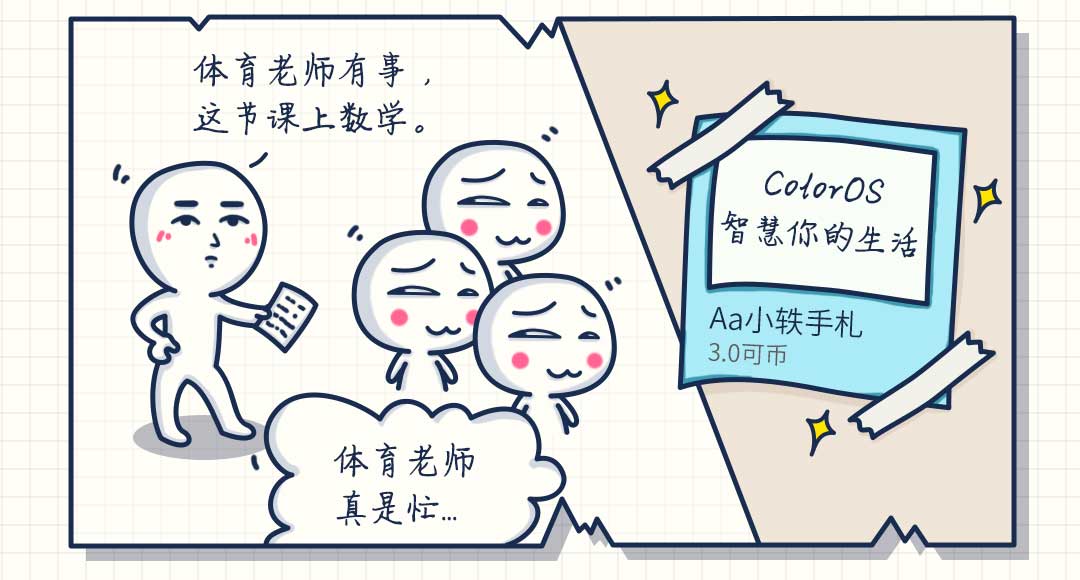 体育老师有事，
这节课上数学。
体育老师
真是忙…
ColorOS
智慧你的生活
Aa小轶手札
3.0可币